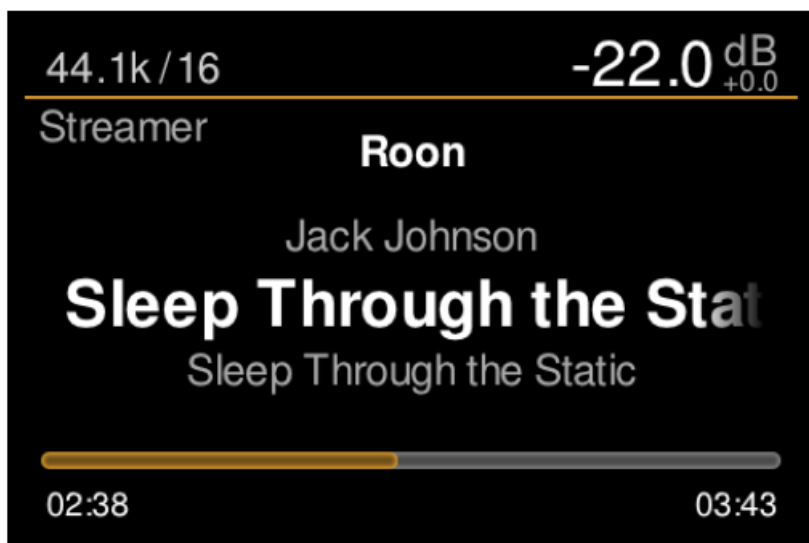 44.1k/16
-22.0 dB
+0.0
Streamer
Roon
Jack Johnson
Sleep Through the Stat
Sleep Through the Static
02:38
03:43